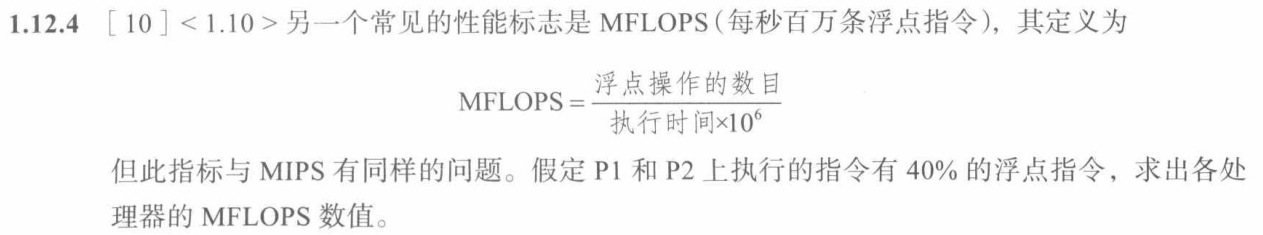 1.12.4 [10] < 1.10 > 另一个常见的性能标志是 MFLOPS(每秒百万条浮点指令)，其定义为
MFLOPS = 浮点操作的数目 / 执行时间×10⁶
但此指标与 MIPS 有同样的问题。假定 P1 和 P2 上执行的指令有 40% 的浮点指令，求出各处
理器的 MFLOPS 数值。